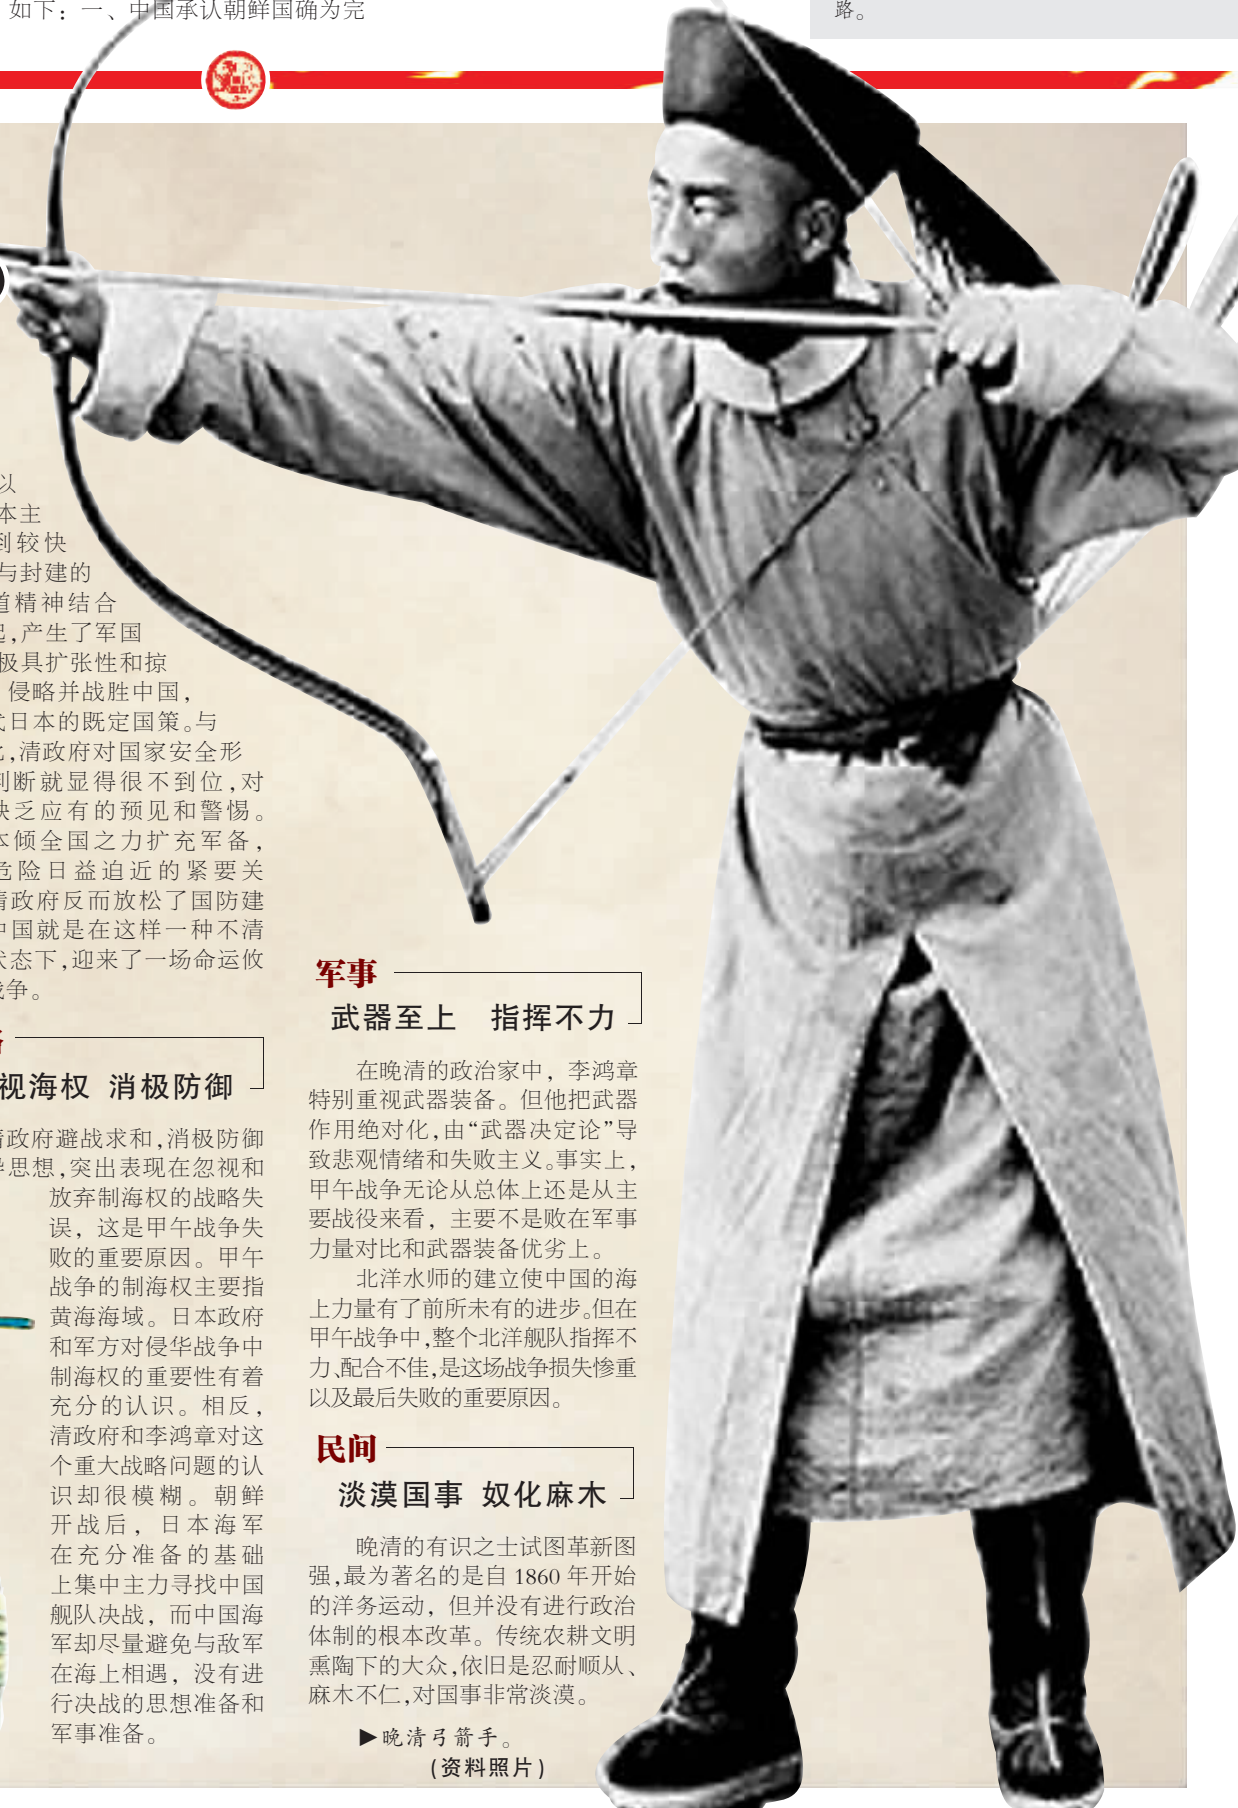 如下：一、中国承认朝鲜国确为完
路。
以
本主
到较快
与封建的
道精神结合
起，产生了军国
极具扩张性和掠
侵略并战胜中国，
代日本的既定国策。与
比，清政府对国家安全形
判断就显得很不到位，对
缺乏应有的预见和警惕。
本倾全国之力扩充军备，
危险日益迫近的紧要关
清政府反而放松了国防建
中国就是在这样一种不清
状态下，迎来了一场命运攸
战争。
视海权 消极防御
清政府避战求和，消极防御
导思想，突出表现在忽视和
放弃制海权的战略失
误，这是甲午战争失
败的重要原因。甲午
战争的制海权主要指
黄海海域。日本政府
和军方对侵华战争中
制海权的重要性有着
充分的认识。相反，
清政府和李鸿章对这
个重大战略问题的认
识却很模糊。朝鲜
开战后，日本海军
在充分准备的基础
上集中主力寻找中国
舰队决战，而中国海
军却尽量避免与敌军
在海上相遇，没有进
行决战的思想准备和
军事准备。
军事
武器至上 指挥不力
在晚清的政治家中，李鸿章
特别重视武器装备。但他把武器
作用绝对化，由“武器决定论”导
致悲观情绪和失败主义。事实上，
甲午战争无论从总体上还是从主
要战役来看，主要不是败在军事
力量对比和武器装备优劣上。
北洋水师的建立使中国的海
上力量有了前所未有的进步。但在
甲午战争中，整个北洋舰队指挥不
力、配合不佳，是这场战争损失惨重
以及最后失败的重要原因。
民间
淡漠国事 奴化麻木
晚清的有识之士试图革新图
强，最为著名的是自 1860 年开始
的洋务运动，但并没有进行政治
体制的根本改革。传统农耕文明
熏陶下的大众，依旧是忍耐顺从、
麻木不仁，对国事非常淡漠。
▶晚清弓箭手。
(资料照片)